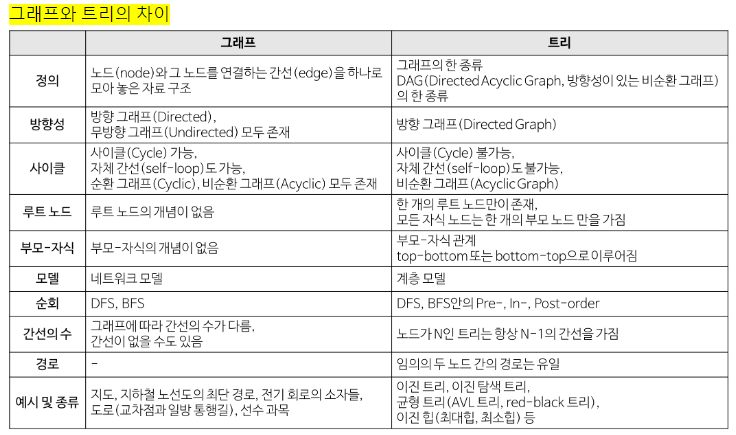 그래프와 트리의 차이
그래프
트리
정의
노드(node)와 그 노드를 연결하는 간선(edge)을 하나로
모아 놓은 자료 구조
그래프의 한 종류
DAG(Directed Acyclic Graph, 방향성이 있는 비순환 그래프)
의 한 종류
방향성
방향 그래프(Directed),
무방향 그래프(Undirected) 모두 존재
방향 그래프(Directed Graph)
사이클
사이클(Cycle) 가능,
자체 간선(self-loop)도 가능,
순환 그래프(Cyclic), 비순환 그래프(Acyclic) 모두 존재
사이클(Cycle) 불가능,
자체 간선(self-loop)도 불가능,
비순환 그래프(Acyclic Graph)
루트 노드
루트 노드의 개념이 없음
한 개의 루트 노드만이 존재,
모든 자식 노드는 한 개의 부모 노드 만을 가짐
부모-자식
부모-자식의 개념이 없음
부모-자식 관계
top-bottom 또는 bottom-top으로 이루어짐
모델
네트워크 모델
계층 모델
순회
DFS, BFS
DFS, BFS안의 Pre-, In-, Post-order
간선의 수
그래프에 따라 간선의 수가 다름,
간선이 없을 수도 있음
노드가 N인 트리는 항상 N-1의 간선을 가짐
경로
-
임의의 두 노드 간의 경로는 유일
예시 및 종류
지도, 지하철 노선도의 최단 경로, 전기 회로의 소자들,
도로(교차점과 일방 통행길), 선수 과목
이진 트리, 이진 탐색 트리,
균형 트리(AVL 트리, red-black 트리),
이진 힙(최대힙, 최소힙) 등